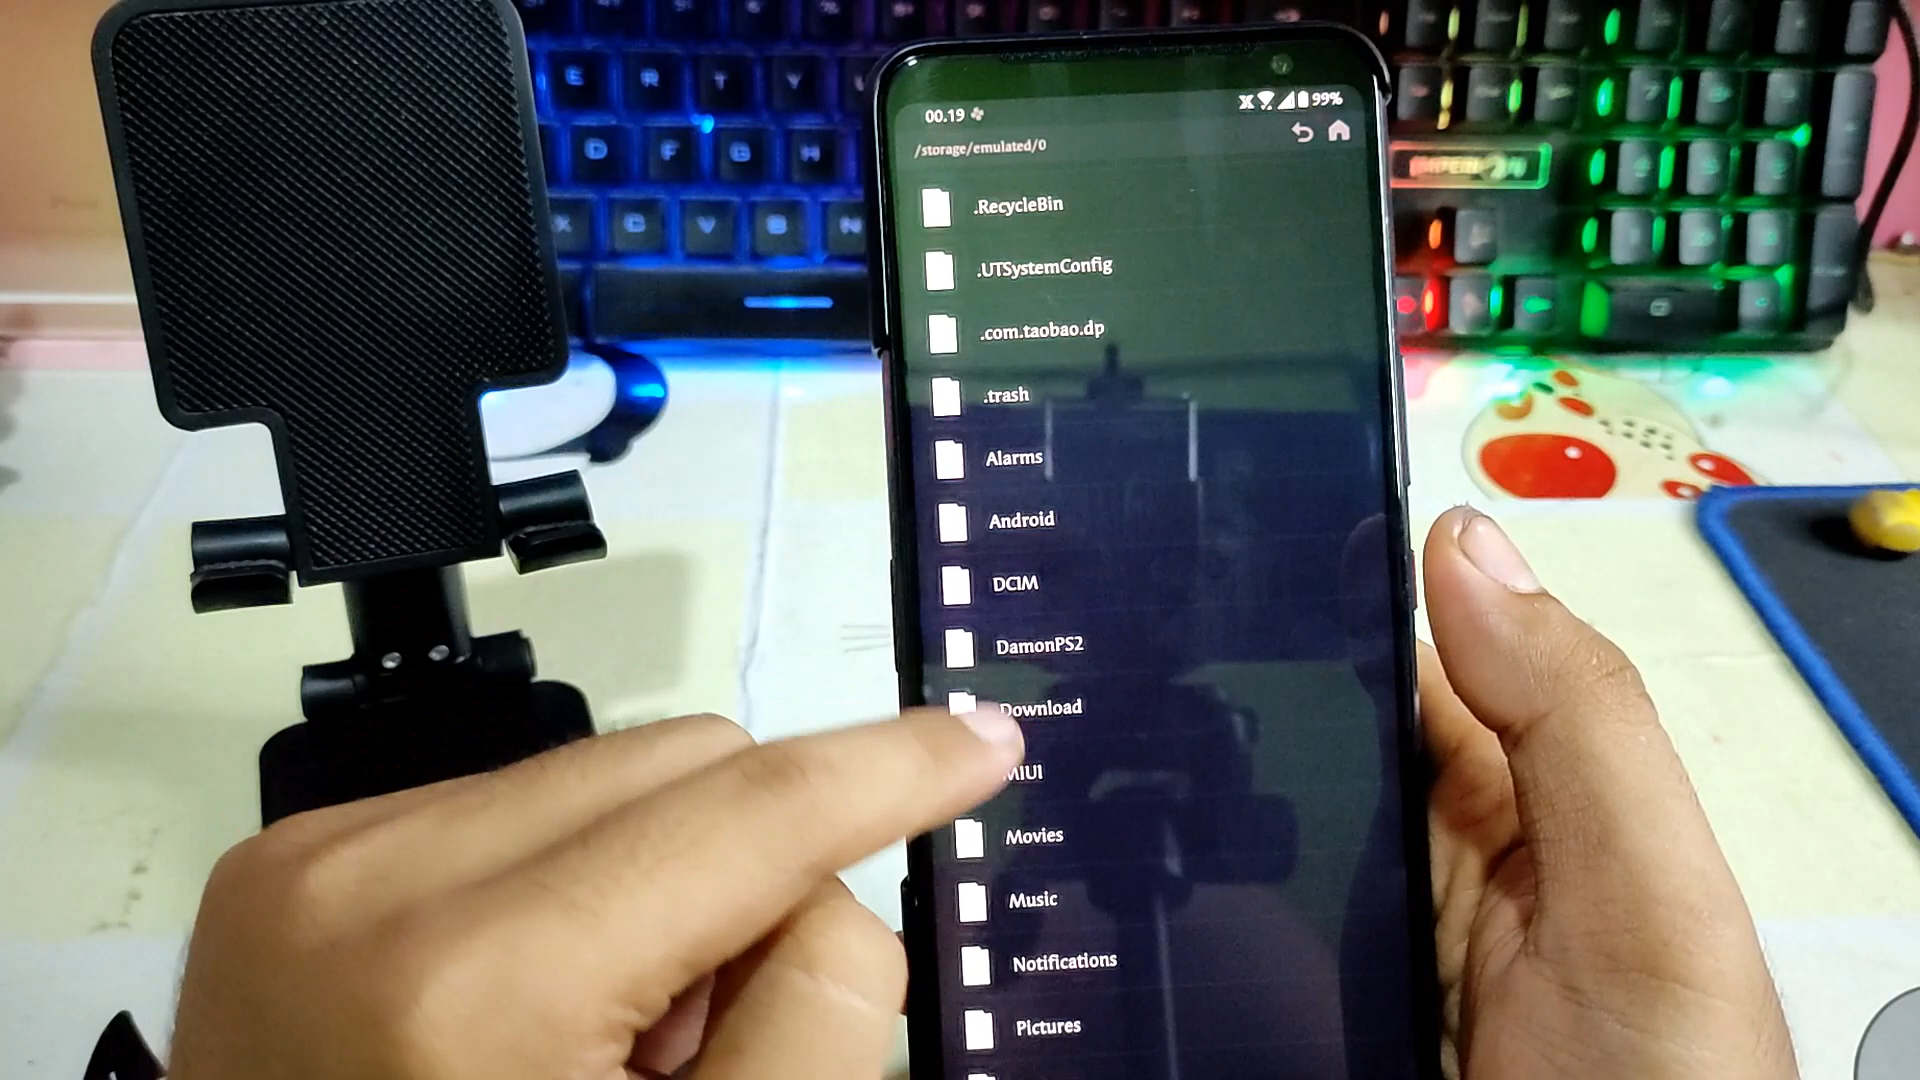 00.19
99%
/storage/emulated/0
.RecycleBin
.UTSystemConfig
.com.taobao.dp
.trash
Alarms
Android
DCIM
DamonPS2
Download
MIUI
Movies
Music
Notifications
Pictures
E R T Y
D F G H
X C V B N